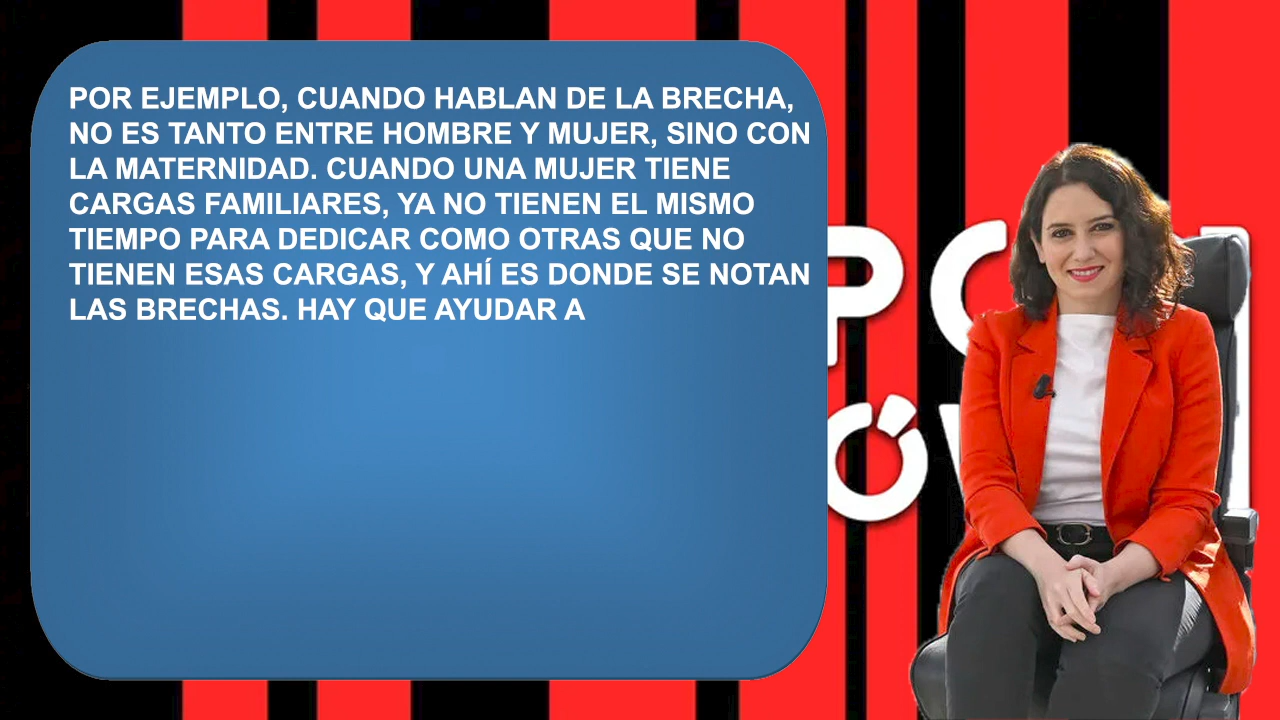 POR EJEMPLO, CUANDO HABLAN DE LA BRECHA,
NO ES TANTO ENTRE HOMBRE Y MUJER, SINO CON
LA MATERNIDAD. CUANDO UNA MUJER TIENE
CARGAS FAMILIARES, YA NO TIENEN EL MISMO
TIEMPO PARA DEDICAR COMO OTRAS QUE NO
TIENEN ESAS CARGAS, Y AHÍ ES DONDE SE NOTAN
LAS BRECHAS. HAY QUE AYUDAR A